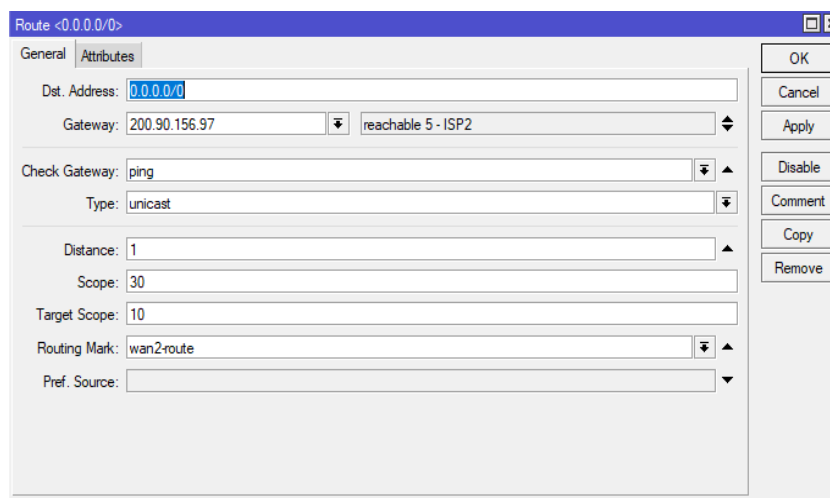 Route <0.0.0.0/0>
General Attributes
OK
Dst. Address: 0.0.0.0/0
Cancel
Gateway: 200.90.156.97 reachable 5 - ISP2
Apply
Check Gateway: ping
Disable
Type: unicast
Comment
Copy
Distance: 1
Remove
Scope: 30
Target Scope: 10
Routing Mark: wan2-route
Pref. Source: